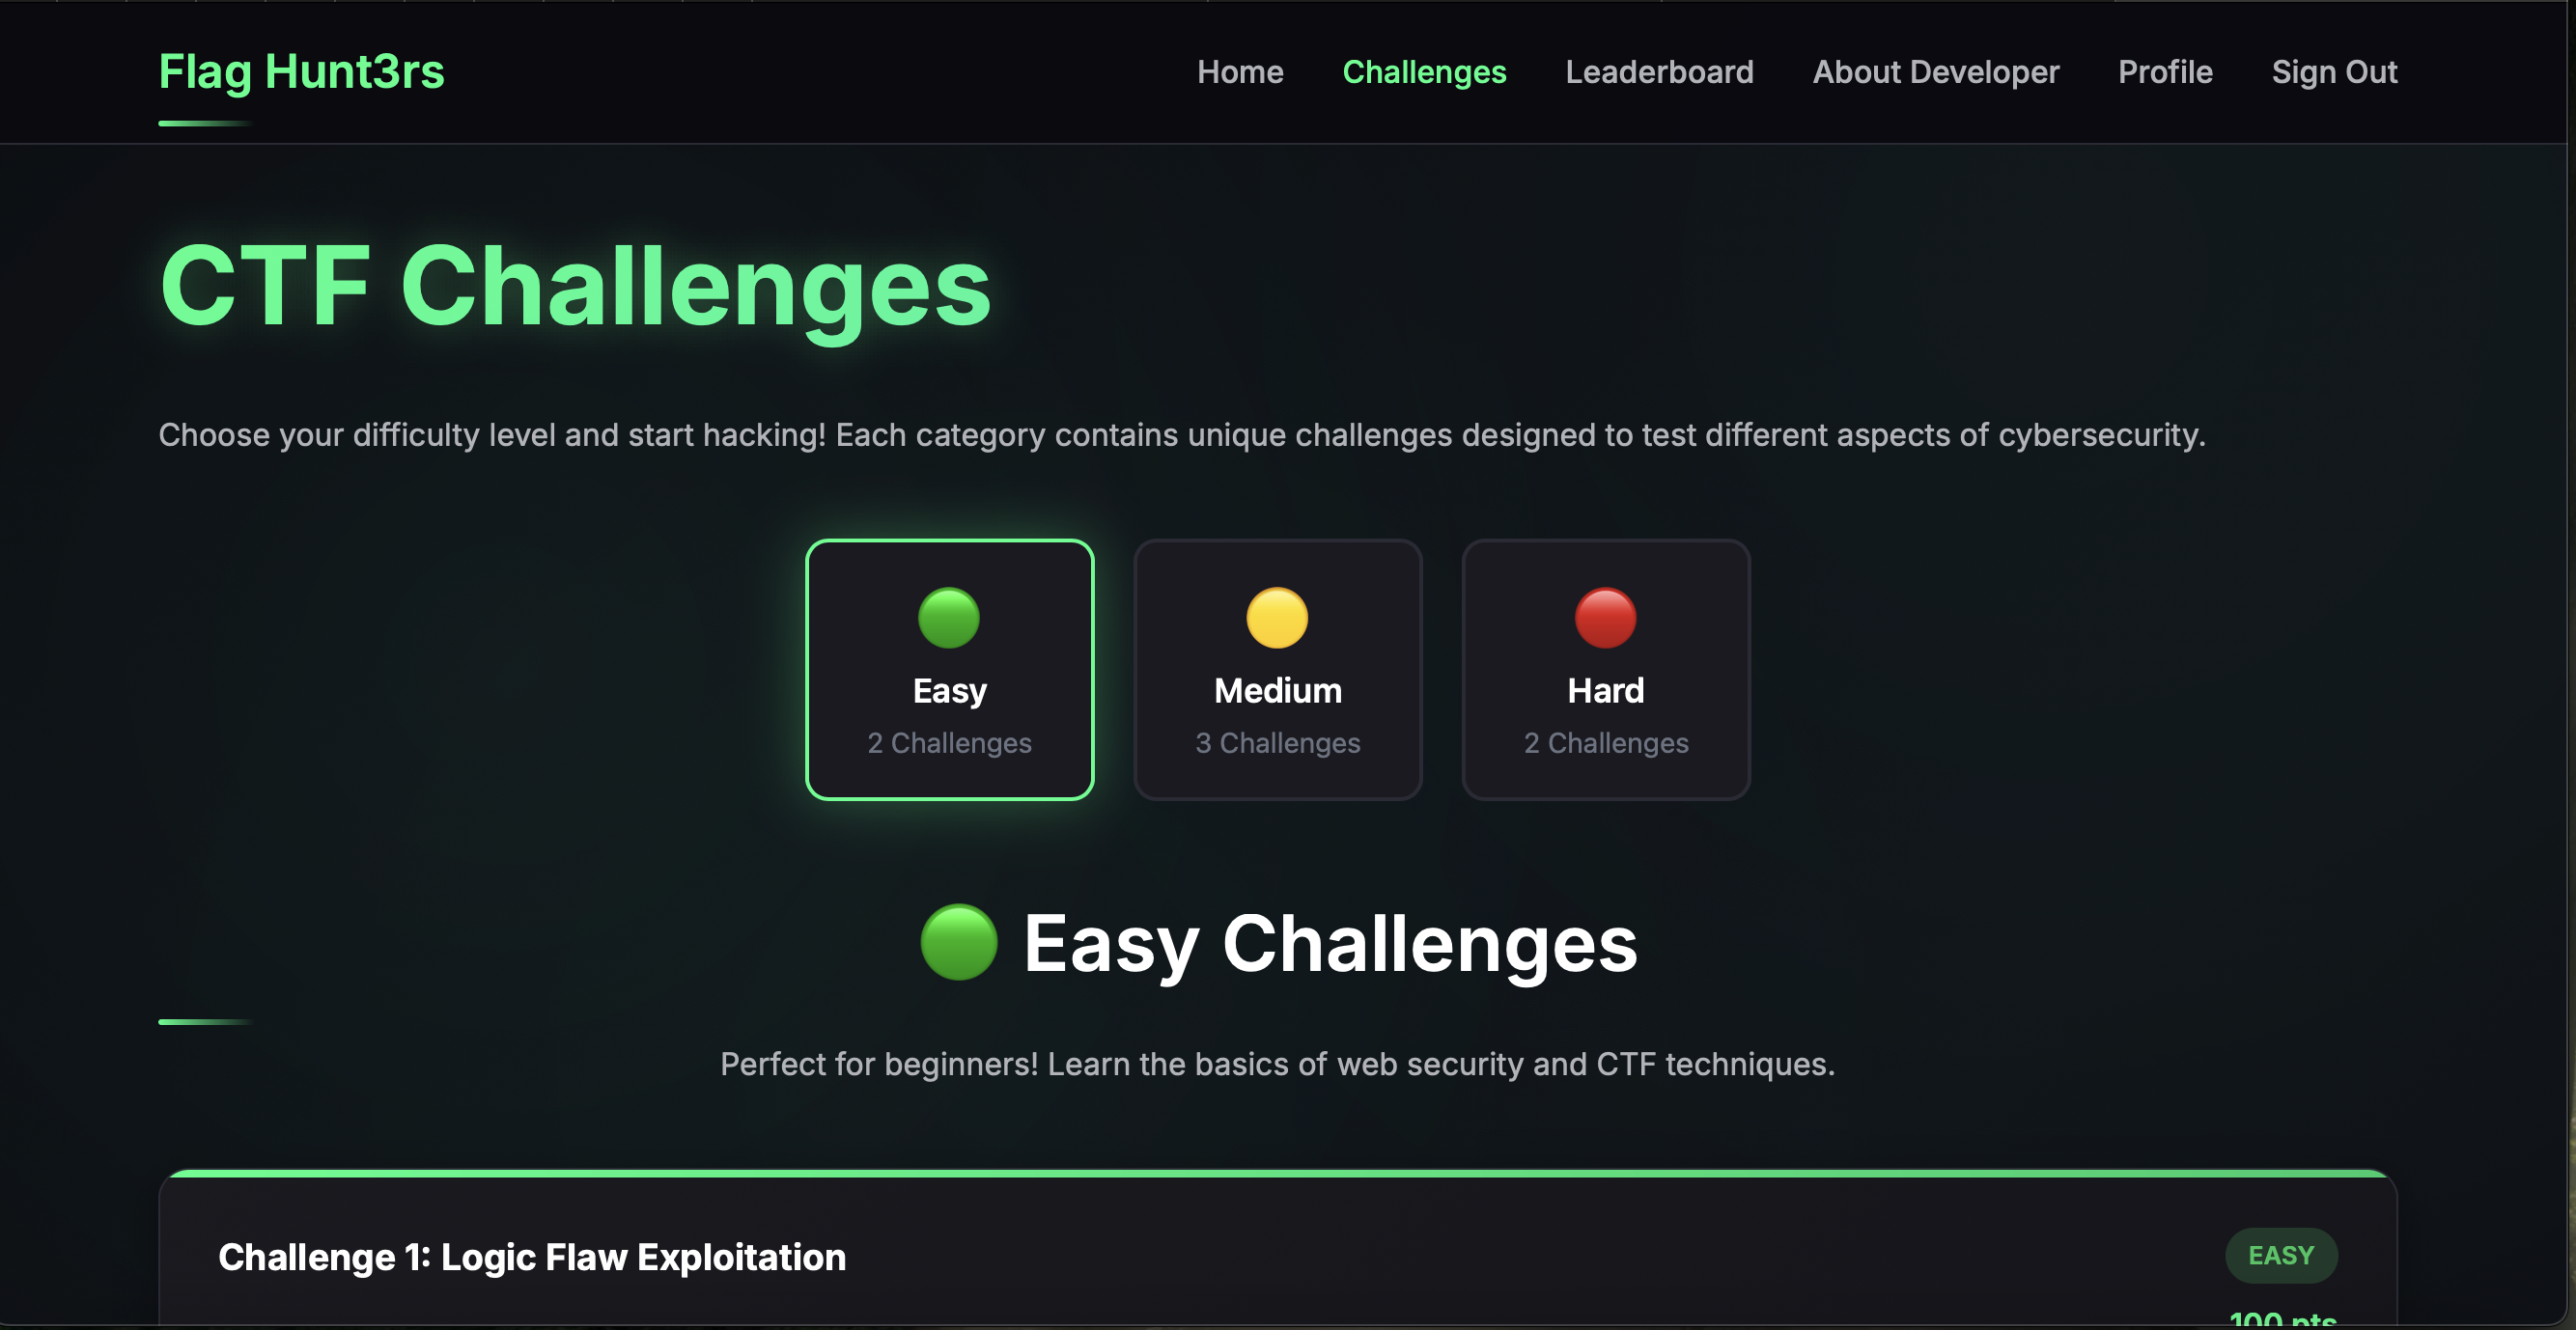 Flag Hunt3rs
Home Challenges Leaderboard About Developer Profile Sign Out
CTF Challenges
Choose your difficulty level and start hacking! Each category contains unique challenges designed to test different aspects of cybersecurity.
Easy
2 Challenges
Medium
3 Challenges
Hard
2 Challenges
Easy Challenges
Perfect for beginners! Learn the basics of web security and CTF techniques.
Challenge 1: Logic Flaw Exploitation
EASY
100 pts